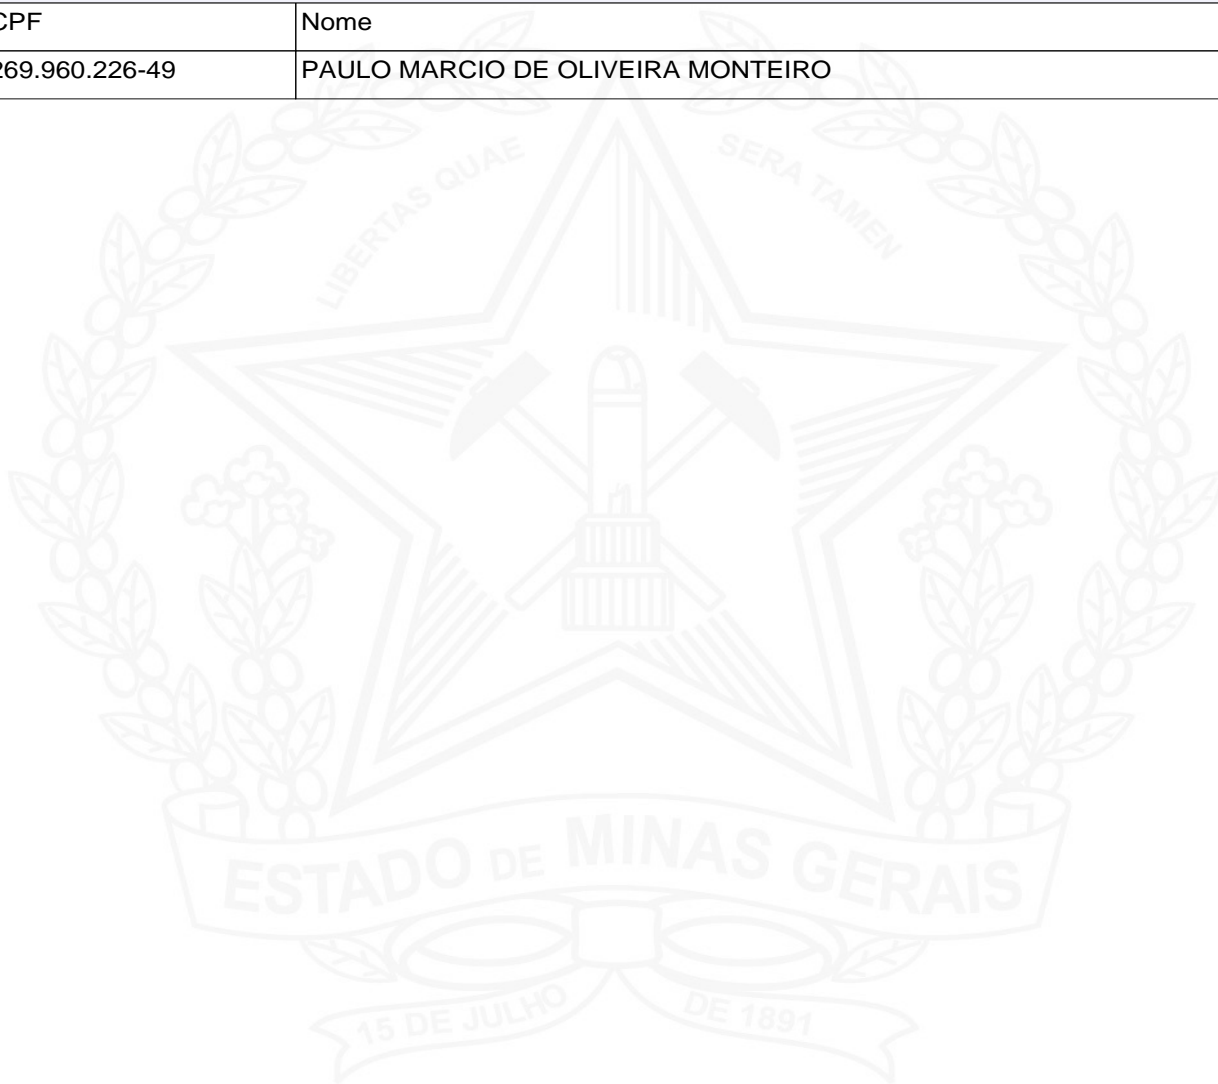 CPF Nome
269.960.226-49 PAULO MARCIO DE OLIVEIRA MONTEIRO
LIBERTAS QUAE SERA TAMEN
ESTADO DE MINAS GERAIS
15 DE JULHO DE 1891